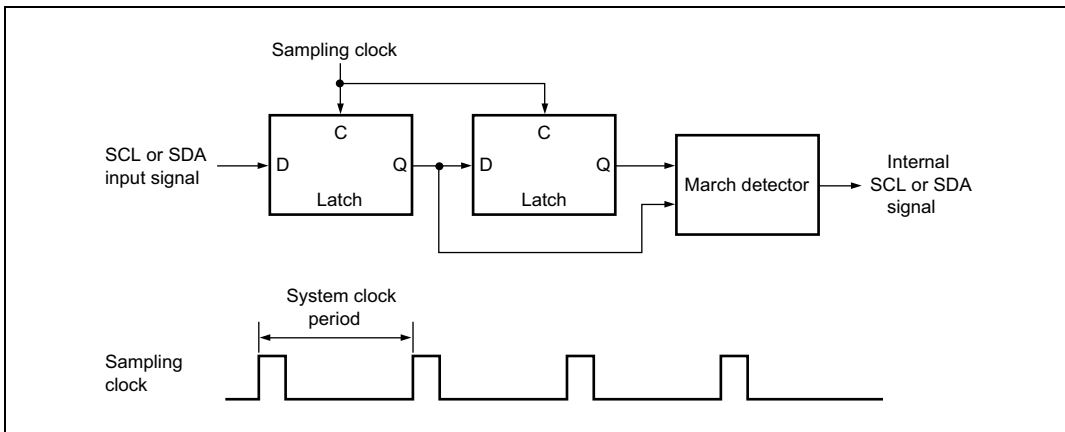 Sampling clock
C
C
SCL or SDA
input signal
D
Q
D
Q
Latch
Latch
March detector
Internal
SCL or SDA
signal
System clock
period
Sampling
clock